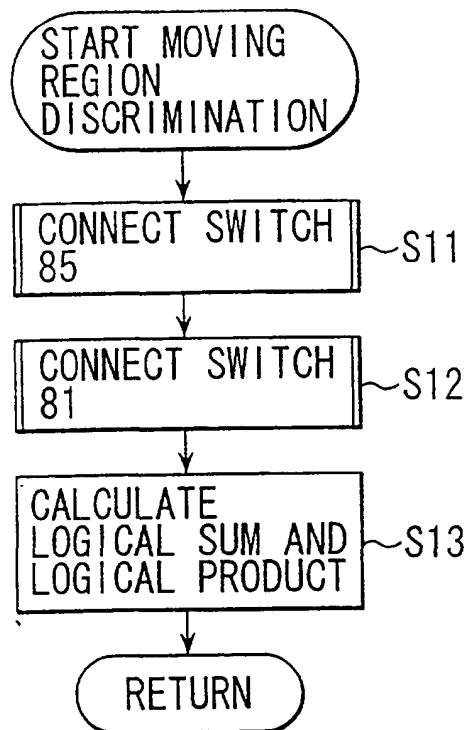 START MOVING
REGION
DISCRIMINATION
CONNECT SWITCH
85
S11
CONNECT SWITCH
81
S12
CALCULATE
LOGICAL SUM AND
LOGICAL PRODUCT
S13
RETURN